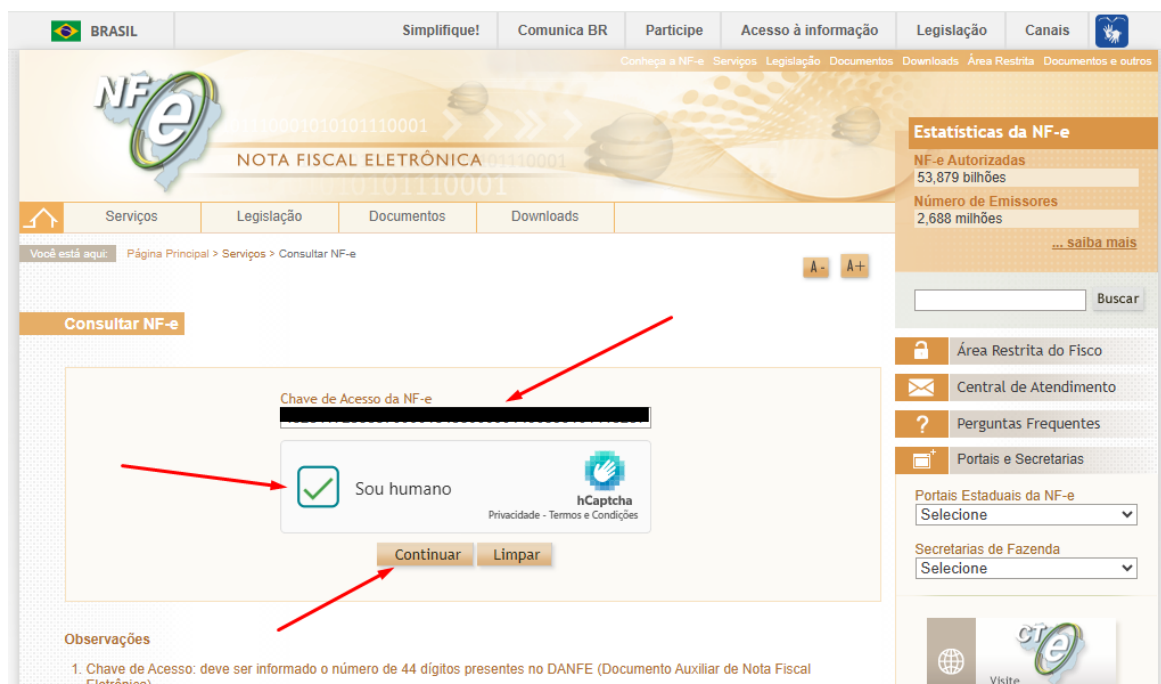 BRASIL
Simplifique!
Comunica BR
Participe
Acesso à informação
Legislação
Canais
Conheça a NF-e Serviços Legislação Documentos Downloads Área Restrita Documentos e outros
NFe
101110001
NOTA FISCAL ELETRÔNICA
Serviços
Legislação
Documentos
Downloads
Você está aqui:
Página Principal > Serviços > Consultar NF-e
A -
A+
Consultar NF-e
Chave de Acesso da NF-e
Sou humano
hCaptcha
Privacidade - Termos e Condições
Continuar
Limpar
Observações
1. Chave de Acesso: deve ser informado o número de 44 dígitos presentes no DANFE (Documento Auxiliar de Nota Fiscal
Eletrônica)
Estatísticas da NF-e
NF-e Autorizadas
53,879 bilhões
Número de Emissores
2,688 milhões
... saiba mais
Buscar
Área Restrita do Fisco
Central de Atendimento
Perguntas Frequentes
Portais e Secretarias
Portais Estaduais da NF-e
Selecione
Secretarias de Fazenda
Selecione
CTe
Visite